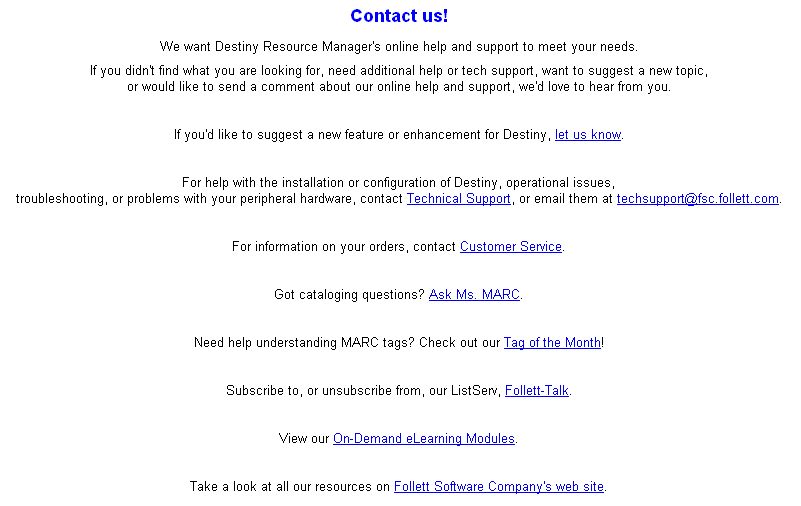 Contact us!
We want Destiny Resource Manager's online help and support to meet your needs.
If you didn't find what you are looking for, need additional help or tech support, want to suggest a new topic,
or would like to send a comment about our online help and support, we'd love to hear from you.
If you'd like to suggest a new feature or enhancement for Destiny, let us know.
For help with the installation or configuration of Destiny, operational issues,
troubleshooting, or problems with your peripheral hardware, contact Technical Support, or email them at techsupport@fsc.follett.com.
For information on your orders, contact Customer Service.
Got cataloging questions? Ask Ms. MARC.
Need help understanding MARC tags? Check out our Tag of the Month!
Subscribe to, or unsubscribe from, our ListServ, Follett-Talk.
View our On-Demand eLearning Modules.
Take a look at all our resources on Follett Software Company's web site.